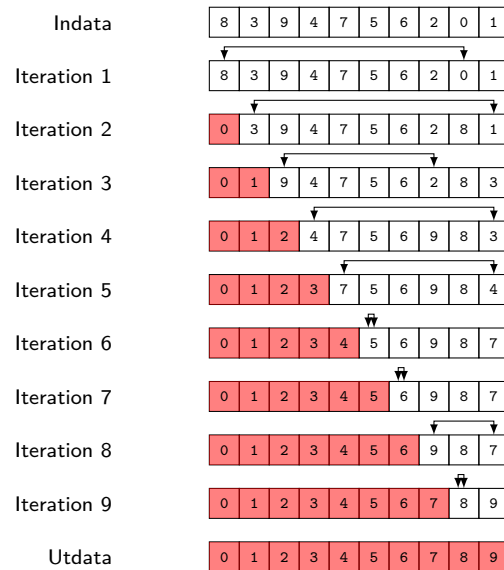 Indata 8 3 9 4 7 5 6 2 0 1
Iteration 1 8 3 9 4 7 5 6 2 0 1
Iteration 2 0 3 9 4 7 5 6 2 8 1
Iteration 3 0 1 9 4 7 5 6 2 8 3
Iteration 4 0 1 2 4 7 5 6 9 8 3
Iteration 5 0 1 2 3 7 5 6 9 8 4
Iteration 6 0 1 2 3 4 5 6 9 8 7
Iteration 7 0 1 2 3 4 5 6 9 8 7
Iteration 8 0 1 2 3 4 5 6 9 8 7
Iteration 9 0 1 2 3 4 5 6 7 8 9
Utdata 0 1 2 3 4 5 6 7 8 9